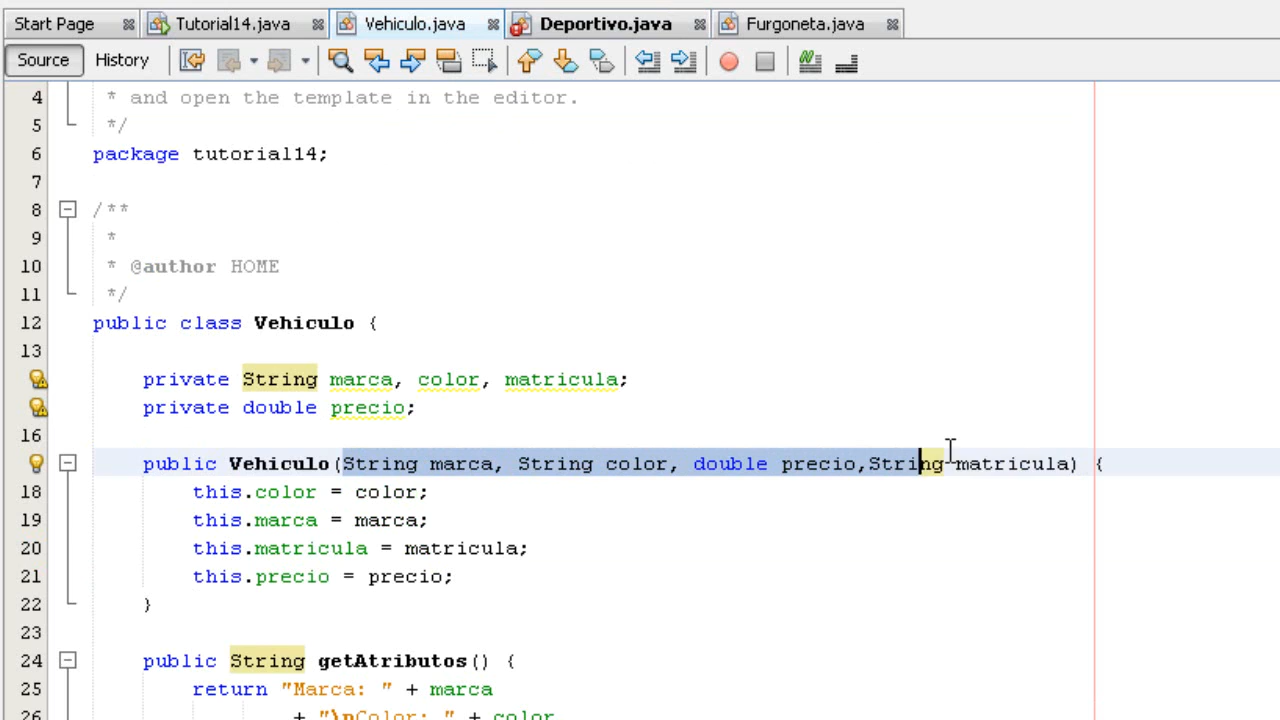 Start Page Tutorial14.java Vehiculo.java Deportivo.java Furgoneta.java
Source History
4 * and open the template in the editor.
5 */
6 package tutorial14;
7
8 /**
9 *
10 * @author HOME
11 */
12 public class Vehiculo {
13
private String marca, color, matricula;
private double precio;
16
public Vehiculo(String marca, String color, double precio,String matricula) {
18 this.color = color;
19 this.marca = marca;
20 this.matricula = matricula;
21 this.precio = precio;
22 }
23
24 public String getAtributos() {
25 return "Marca: " + marca
26 + "\nColor: " + color